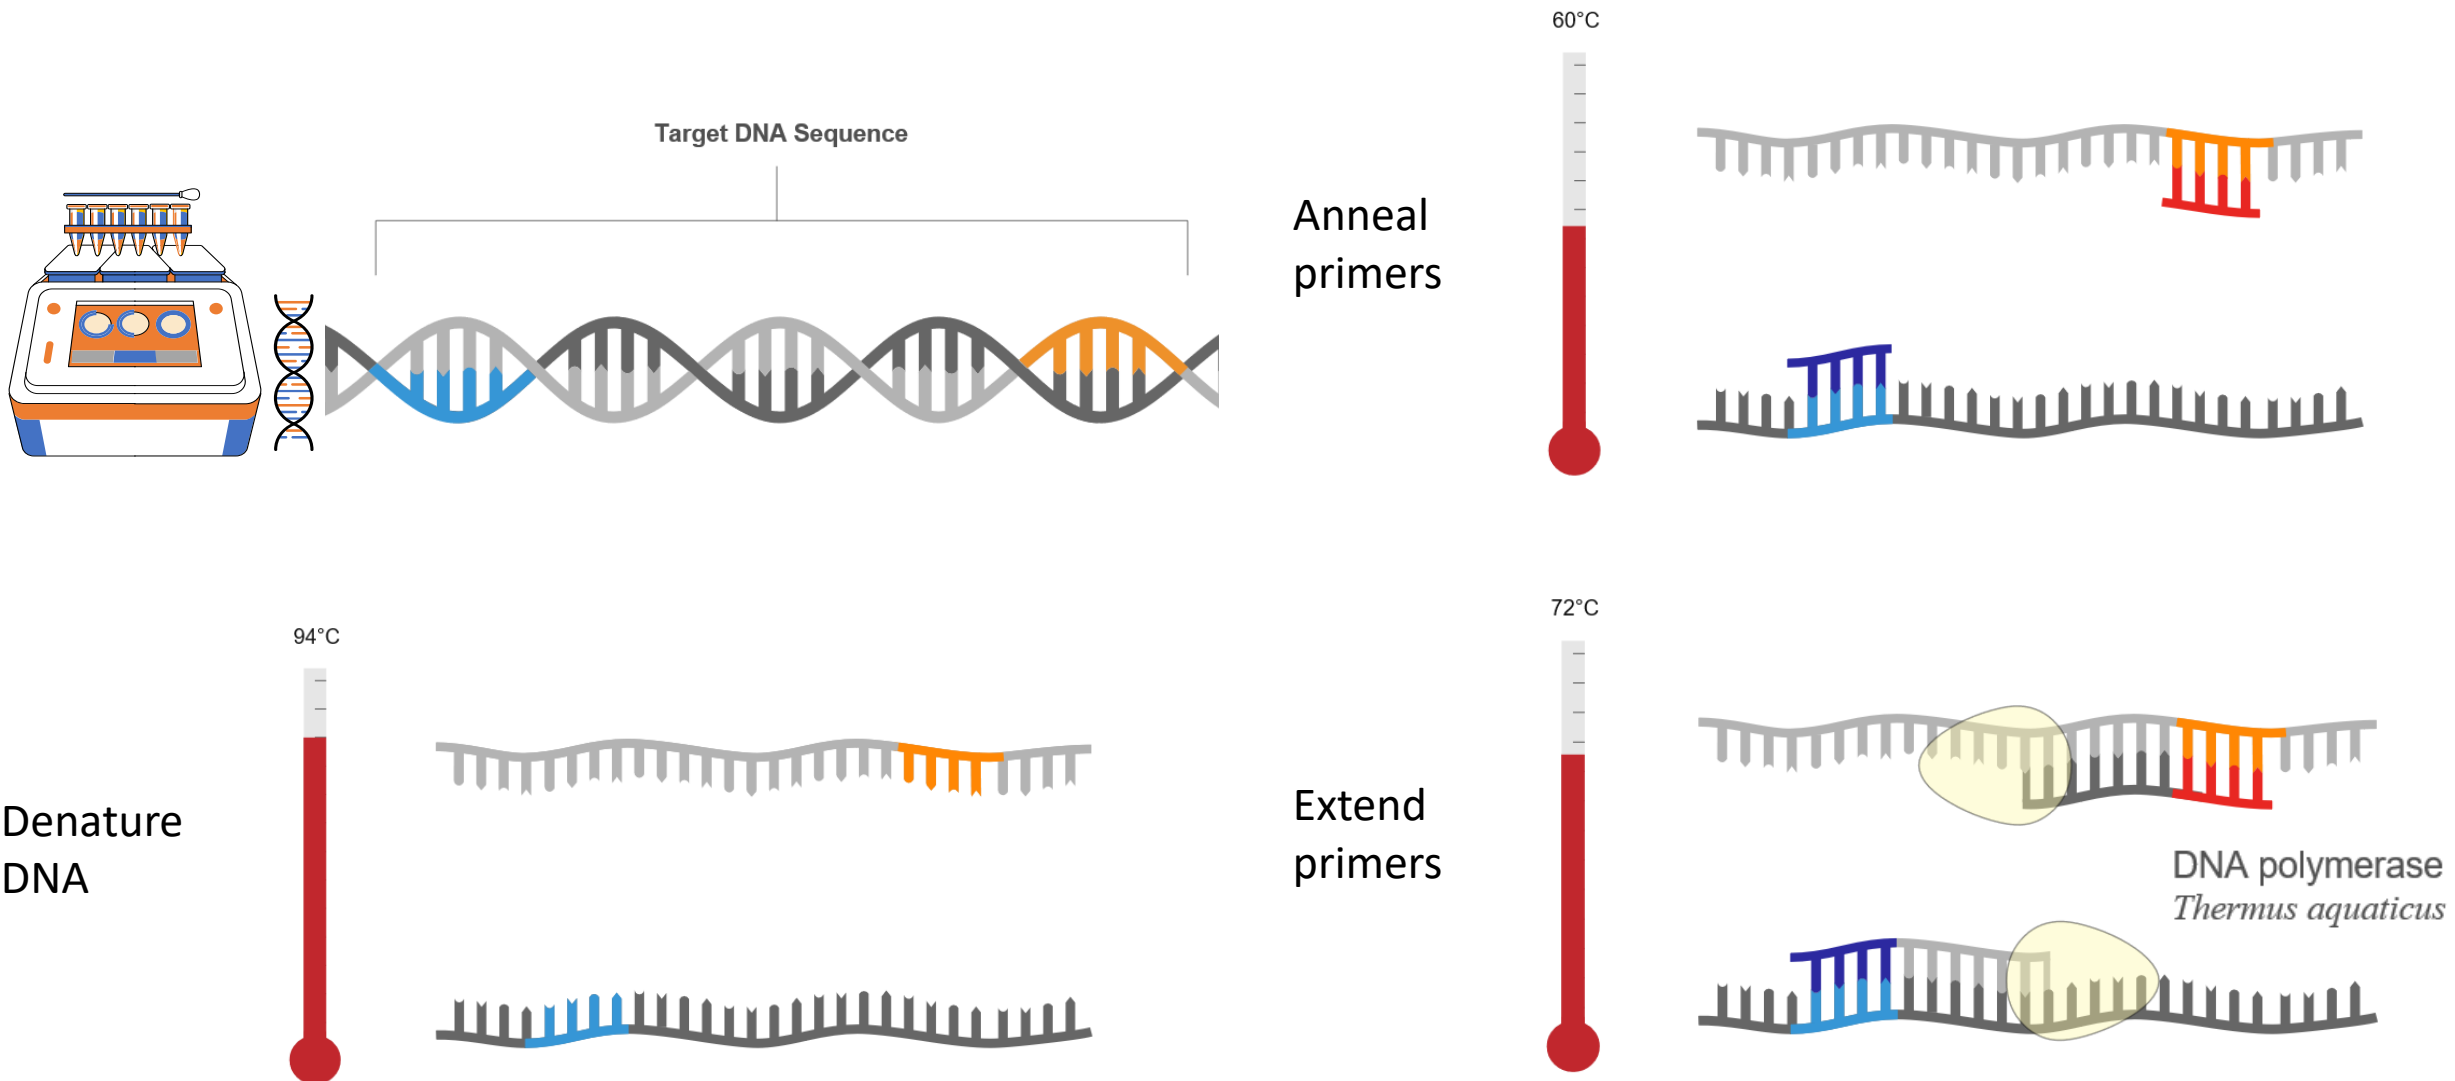 Target DNA Sequence
94°C
Denature
DNA
60°C
Anneal
primers
72°C
Extend
primers
DNA polymerase
Thermus aquaticus